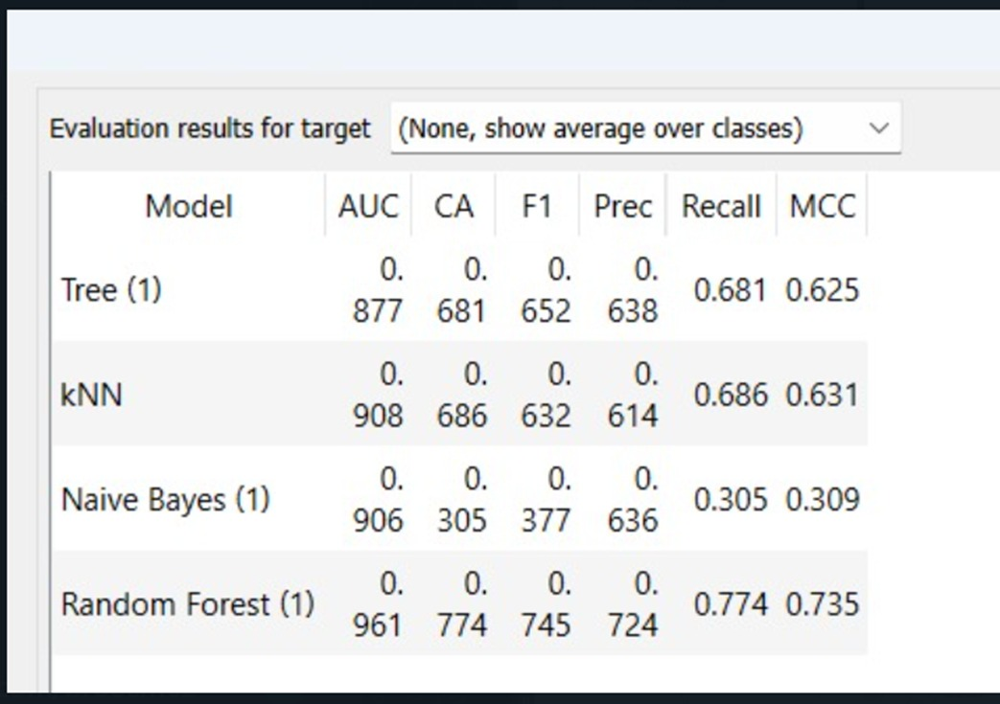 Evaluation results for target (None, show average over classes)
Model AUC CA F1 Prec Recall MCC
Tree (1) 0.877 0.681 0.652 0.638 0.681 0.625
kNN 0.908 0.686 0.632 0.614 0.686 0.631
Naive Bayes (1) 0.906 0.305 0.377 0.636 0.305 0.309
Random Forest (1) 0.961 0.774 0.745 0.724 0.774 0.735